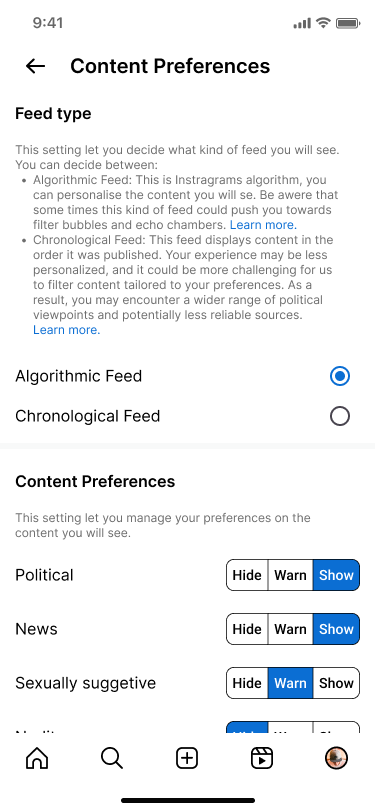 9:41
Content Preferences
Feed type
This setting let you decide what kind of feed you will see.
You can decide between:
• Algorithmic Feed: This is Instragrams algorithm, you
can personalise the content you will se. Be awere that
some times this kind of feed could push you towards
filter bubbles and echo chambers. Learn more.
• Chronological Feed: This feed displays content in the
order it was published. Your experience may be less
personalized, and it could be more challenging for us
to filter content tailored to your preferences. As a
result, you may encounter a wider range of political
viewpoints and potentially less reliable sources.
Learn more.
Algorithmic Feed
Chronological Feed
Content Preferences
This setting let you manage your preferences on the
content you will see.
Political Hide Warn Show
News Hide Warn Show
Sexually suggetive Hide Warn Show